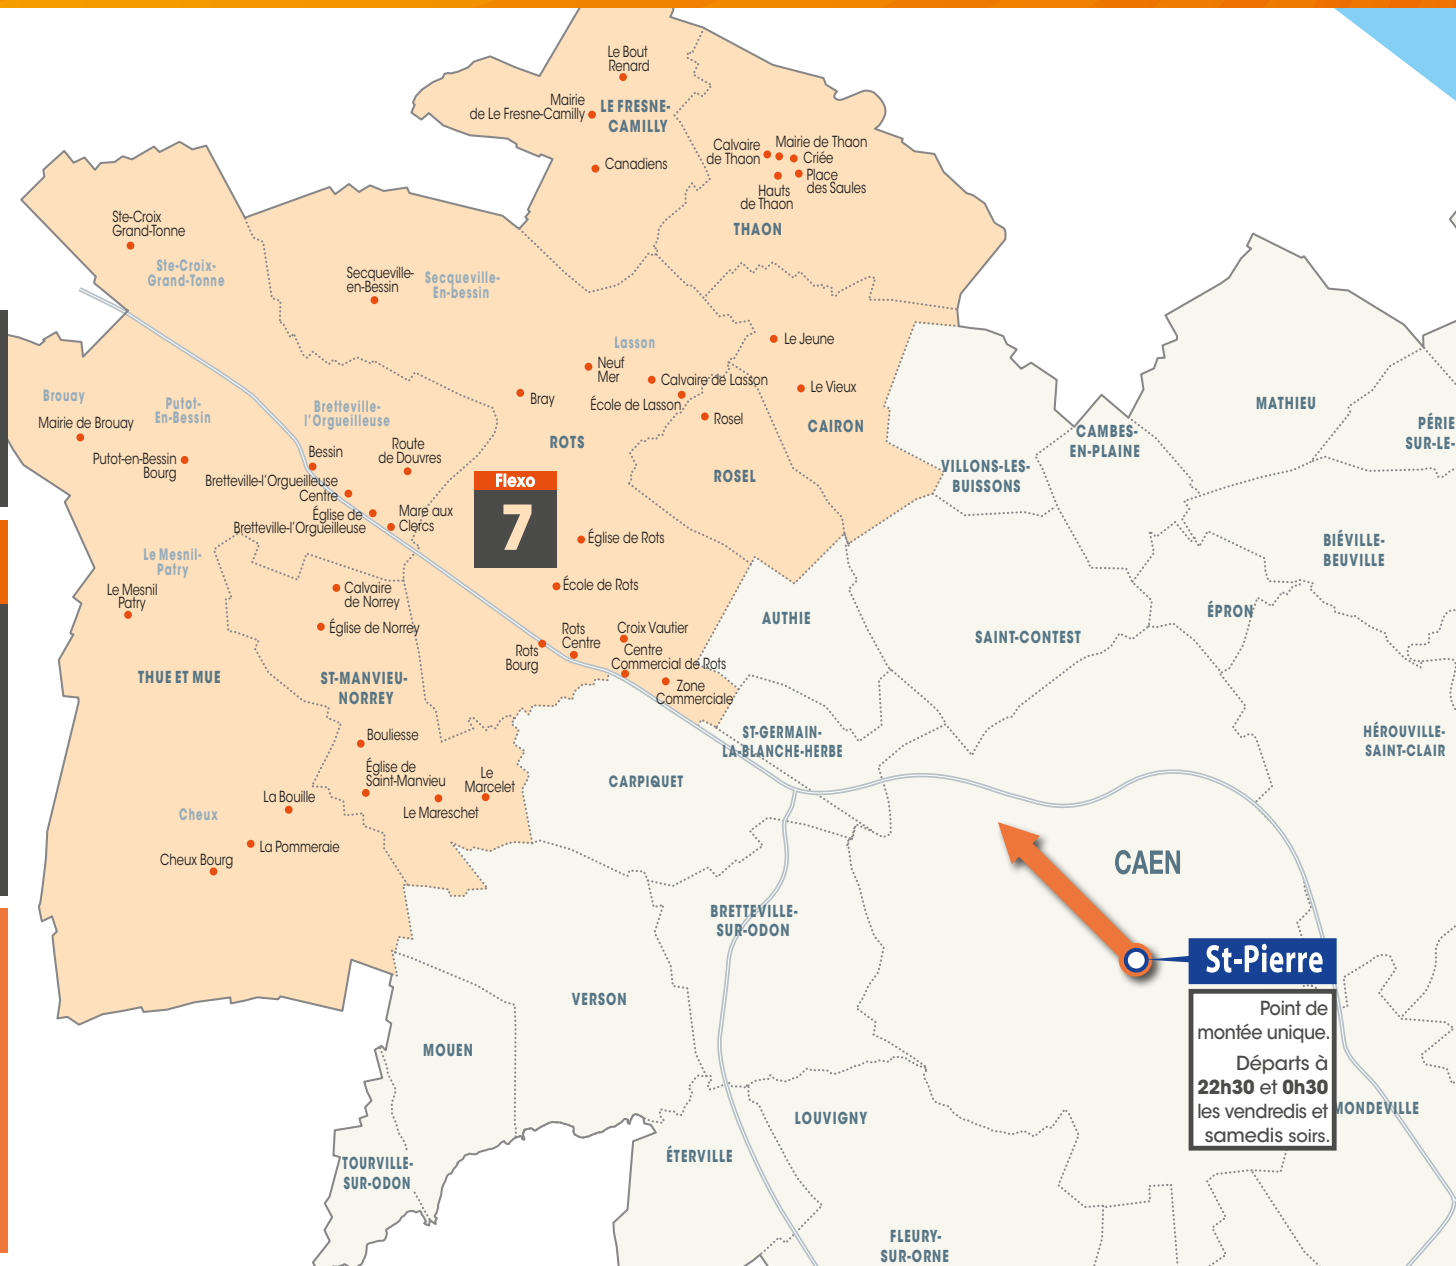 Le Bout
Renard
Mairie
de Le Fresne-Camilly
LE FRESNE-
CAMILLY
Canadiens
Calvaire
de Thaon
Mairie de Thaon
Criée
Place
des Saules
Hauts
de Thaon
THAON
Ste-Croix
Grand-Tonne
Ste-Croix-
Grand-Tonne
Secqueville-
en-Bessin
Secqueville-
En-bessin
Lasson
Neuf
Mer
Calvaire de Lasson
École de Lasson
Bray
Rosel
Le Jeune
Le Vieux
CAIRON
ROTS
ROSEL
Brouay
Mairie de Brouay
Putot-
En-Bessin
Putot-en-Bessin
Bourg
Bretteville-
l'Orgueilleuse
Bessin
Route
de Douvres
Bretteville-l'Orgueilleuse
Centre
Église de
Bretteville-l'Orgueilleuse
Mare aux
Clercs
Flexo
7
Église de Rots
École de Rots
Le Mesnil-
Patry
Le Mesnil
Patry
Calvaire
de Norrey
Église de Norrey
Rots
Bourg
Rots
Centre
Croix Vautier
Centre
Commercial de Rots
Zone
Commerciale
THUE ET MUE
ST-MANVIEU-
NORREY
Bouliesse
Église de
Saint-Manvieu
Le
Marcelet
Le Mareschet
La Bouille
Cheux
La Pommeraie
Cheux Bourg
MATHIEU
PÉRIE
SUR-LE-
CAMBES-
EN-PLAINE
VILLONS-LES-
BUISSONS
BIÉVILLE-
BEUVILLE
ÉPRON
AUTHIE
SAINT-CONTEST
ST-GERMAIN-
LA-BLANCHE-HERBE
HÉROUVILLE-
SAINT-CLAIR
CARPIQUET
CAEN
BRETTEVILLE-
SUR-ODON
St-Pierre
Point de
montée unique.
Départs à
22h30 et 0h30
les vendredis et
samedis soirs.
VERSON
MOUEN
MONDEVILLE
LOUVIGNY
ÉTERVILLE
TOURVILLE-
SUR-ODON
FLEURY-
SUR-ORNE